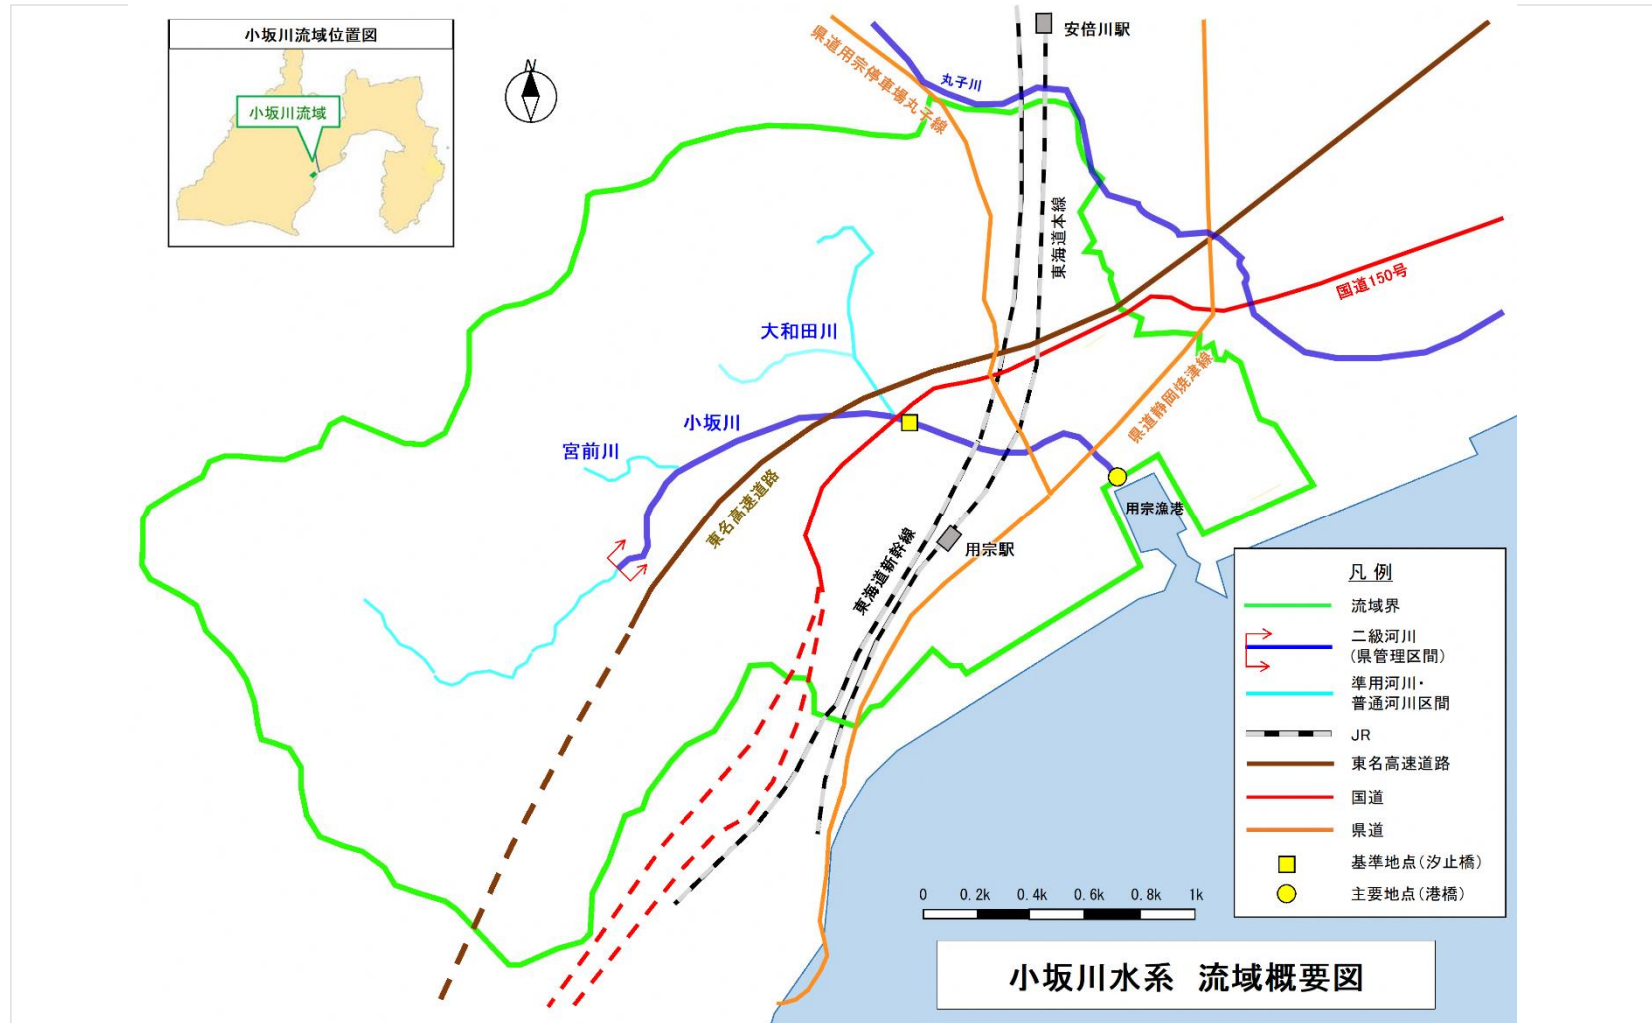 小坂川流域位置図
小坂川流域
N
安倍川駅
県道用宗停車場丸子線
丸子川
東海道本線
国道150号
大和田川
小坂川
宮前川
東名高速道路
県道静岡焼津線
用宗漁港
用宗駅
東海道新幹線
凡 例
流域界
二級河川
(県管理区間)
準用河川・
普通河川区間
JR
東名高速道路
国道
県道
基準地点(汐止橋)
主要地点(港橋)
0 0.2k 0.4k 0.6k 0.8k 1k
小坂川水系 流域概要図